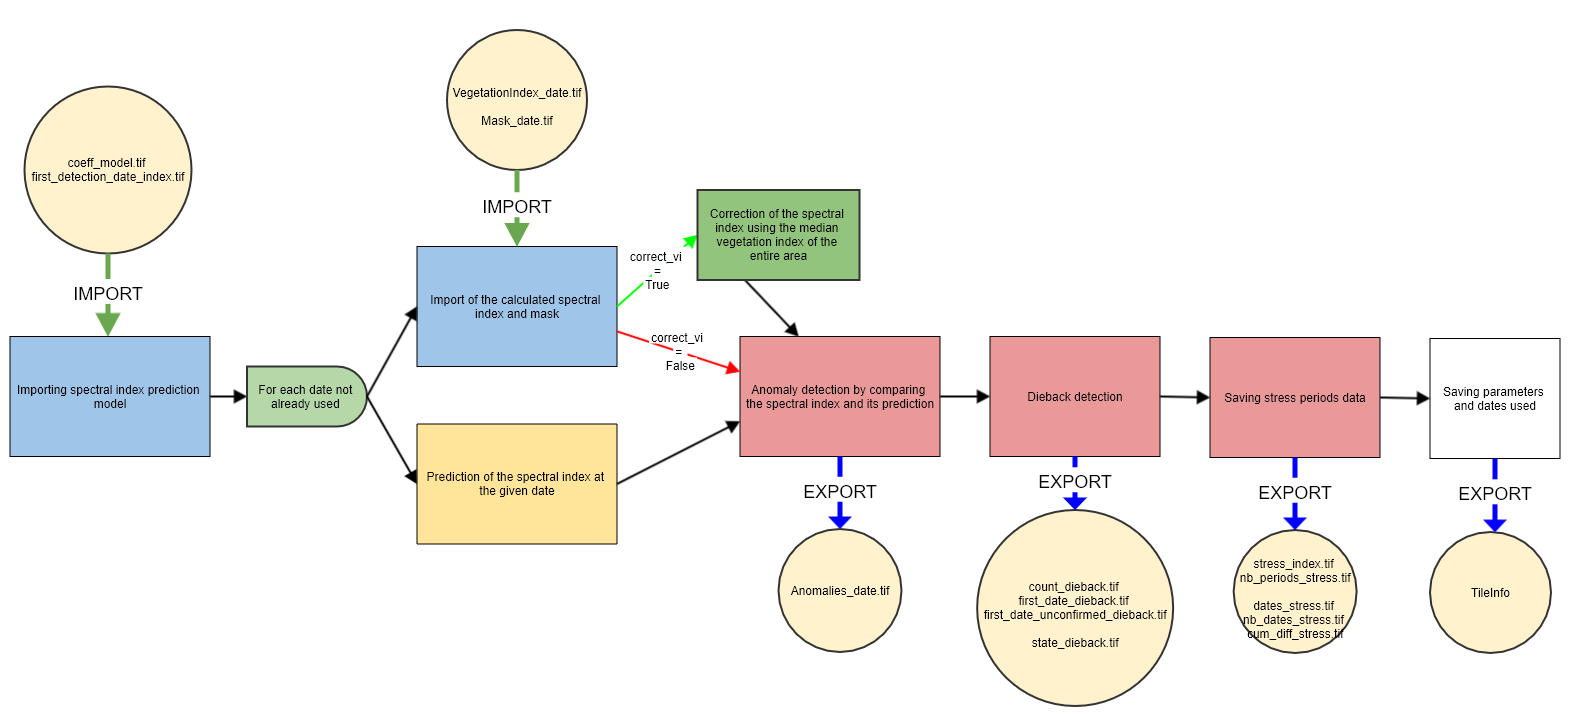 coeff_model.tif
first_detection_date_index.tif
IMPORT
Importing spectral index prediction
model
For each date not
already used
VegetationIndex_date.tif
Mask_date.tif
IMPORT
Import of the calculated spectral
index and mask
Prediction of the spectral index at
the given date
correct_vi
=
True
correct_vi
=
False
Correction of the spectral
index using the median
vegetation index of the
entire area
Anomaly detection by comparing
the spectral index and its prediction
EXPORT
Anomalies_date.tif
Dieback detection
EXPORT
count_dieback.tif
first_date_dieback.tif
first_date_unconfirmed_dieback.tif
state_dieback.tif
Saving stress periods data
EXPORT
stress_index.tif
nb_periods_stress.tif
dates_stress.tif
nb_dates_stress.tif
cum_diff_stress.tif
Saving parameters
and dates used
EXPORT
TileInfo